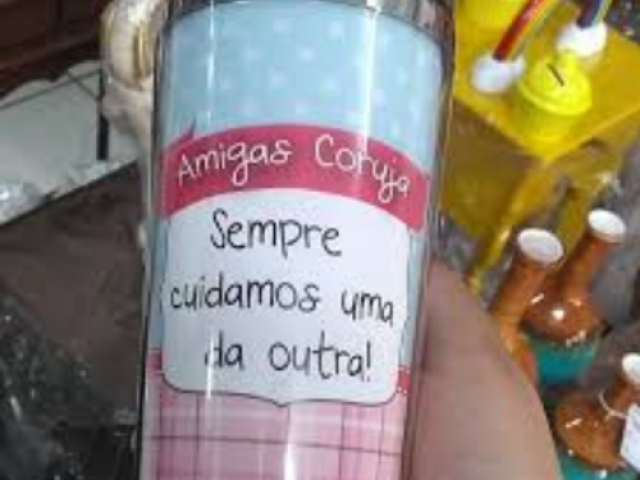 Amigas Coruja
Sempre
cuidamos uma
da outra!